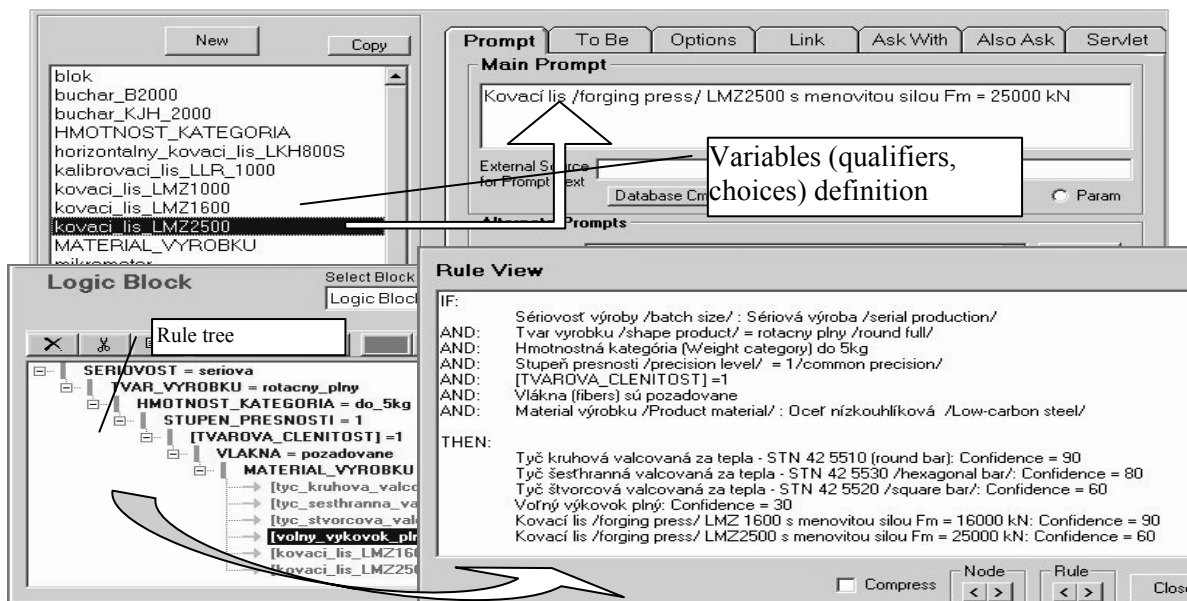 New
Copy
blok
buchar_B2000
buchar_KJH_2000
HMOTNOST_KATEGORIA
horizontalny_kovaci_lis_LKH800S
kalibrovaci_lis_LLR_1000
kovaci_lis_LMZ1000
kovaci_lis_LMZ1600
kovaci_lis_LMZ2500
MATERIAL_VYROBKU
Prompt To Be Options Link Ask With Also Ask Servlet
Main Prompt
Kovací lis /forging press/ LMZ2500 s menovitou silou Fm = 25000 kN
External
for Prompt
Database
Param
Variables (qualifiers,
choices) definition
Prompts
Logic Block
Select Block
Logic
Rule tree
SERIOVOST = seriova
TVAR_VYROBKU = rotacny_plny
HMOTNOST_KATEGORIA = do_5kg
STUPEN_PRESNOSTI = 1
[TVAROVA_CLENITOST] =1
VLAKNA = pozadovane
MATERIAL_VYROBKU
[tyc_kruhova_valc
[tyc_sesthranna_va
[tyc_stvorcova_val
[volny_vykovok_pln
[kovaci_lis_LMZ16
[kovaci_lis_LMZ25
Rule View
IF:
Sériovosť výroby /batch size/ : Sériová výroba /serial production/
AND: Tvar vyrobku /shape product/ = rotacny plny /round full/
AND: Hmotnostná kategória (Weight category) do 5kg
AND: Stupeň presnosti /precision level/ = 1/common precision/
AND: [TVAROVA_CLENITOST] =1
AND: Vlákna (fibers) sú pozadovane
AND: Material výrobku /Product material/ : Oceľ nízkouhlíková /Low-carbon steel/
THEN:
Tyč kruhová valcovaná za tepla - STN 42 5510 (round bar): Confidence = 90
Tyč šesťhranná valcovaná za tepla - STN 42 5530 /hexagonal bar/: Confidence = 80
Tyč štvorcová valcovaná za tepla - STN 42 5520 /square bar/: Confidence = 60
Voľný výkovok plný: Confidence = 30
Kovací lis /forging press/ LMZ 1600 s menovitou silou Fm = 16000 kN: Confidence = 90
Kovací lis /forging press/ LMZ2500 s menovitou silou Fm = 25000 kN: Confidence = 60
Compress
Node
< >
Rule
< >
Close